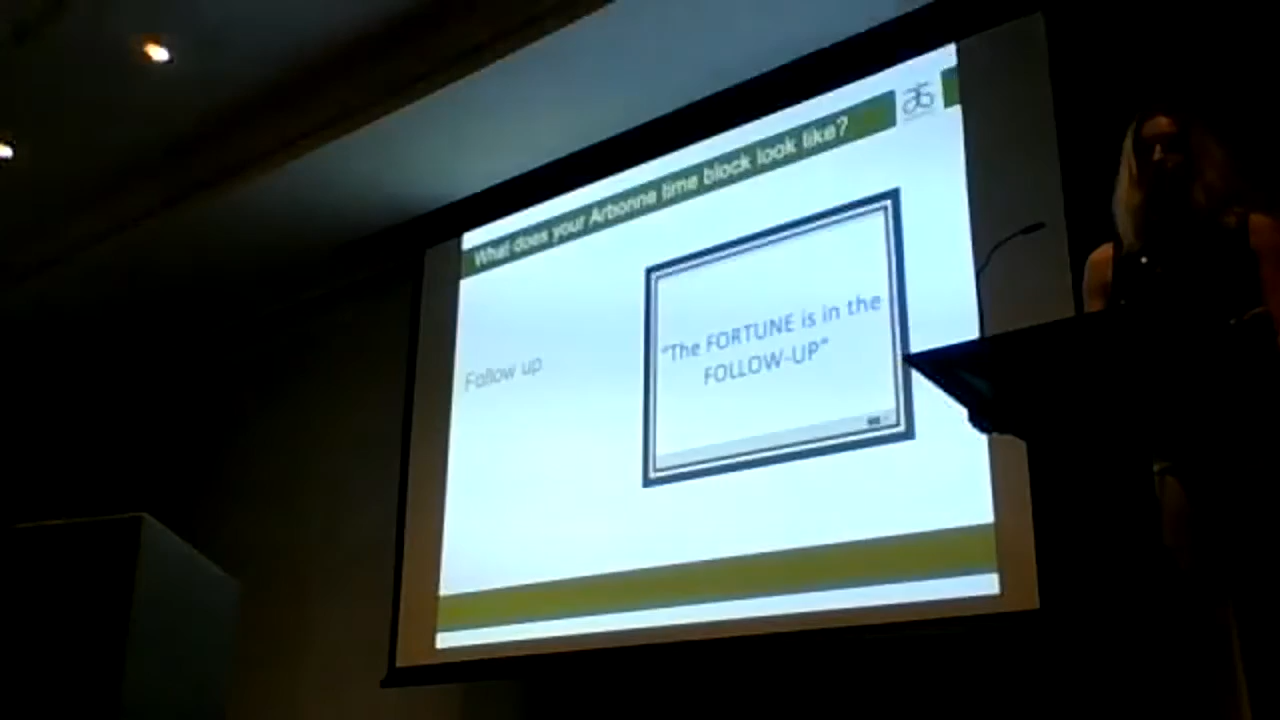 What does your Arbonne time block look like?
Follow up
"The FORTUNE is in the
FOLLOW-UP"